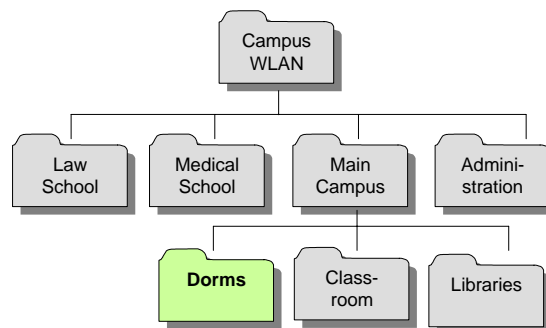 Campus
WLAN
Law
School
Medical
School
Main
Campus
Admini-
stration
Dorms
Class-
room
Libraries